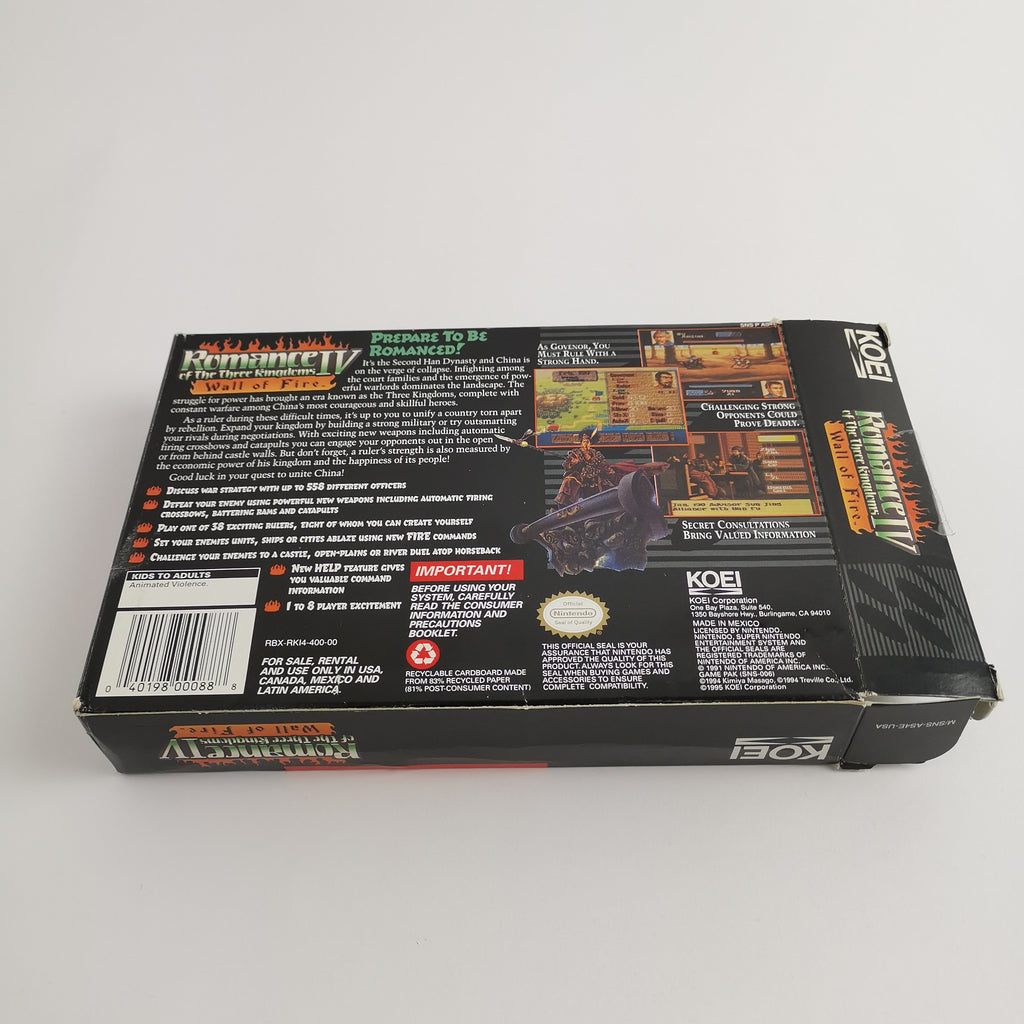 Romance IV
of The Three Kingdoms
Wall of Fire
PREPARE TO BE
ROMANCED!
It's the Second Han Dynasty and China is
on the verge of collapse. Infighting among
the court families and the emergence of pow-
erful warlords dominates the landscape. The
struggle for power has brought an era known as the Three Kingdoms, complete with
constant warfare among China's most courageous and skillful heroes.
As a ruler during these difficult times, it's up to you to unify a country torn apart
by rebellion. Expand your kingdom by building a strong military or try outsmarting
your rivals during negotiations. With exciting new weapons including automatic
firing crossbows and catapults you can engage your opponents out in the open
or from behind castle walls. But don't forget, a ruler's strength is also measured by
the economic power of his kingdom and the happiness of its people!
Good luck in your quest to unite China!
DISCUSS WAR STRATEGY WITH UP TO 558 DIFFERENT OFFICERS
DEFEAT YOUR ENEMY USING POWERFUL NEW WEAPONS INCLUDING AUTOMATIC FIRING
CROSSBOWS, BATTERING RAMS AND CATAPULTS
PLAY ONE OF 38 EXCITING RULERS, EIGHT OF WHOM YOU CAN CREATE YOURSELF
SET YOUR ENEMIES UNITS, SHIPS OR CITIES ABLAZE USING NEW FIRE COMMANDS
CHALLENGE YOUR ENEMIES TO A CASTLE, OPEN-PLAINS OR RIVER DUEL ATOP HORSEBACK
NEW HELP FEATURE GIVES
YOU VALUABLE COMMAND
INFORMATION
1 TO 8 PLAYER EXCITEMENT
AS GOVENOR, YOU
MUST RULE WITH A
STRONG HAND.
CHALLENGING STRONG
OPPONENTS COULD
PROVE DEADLY.
SECRET CONSULTATIONS
BRING VALUED INFORMATION
KIDS TO ADULTS
Animated Violence.
0 40198 00088 8
RBX-RKI4-400-00
FOR SALE, RENTAL
AND USE ONLY IN USA,
CANADA, MEXICO AND
LATIN AMERICA.
IMPORTANT!
BEFORE USING YOUR
SYSTEM, CAREFULLY
READ THE CONSUMER
INFORMATION AND
PRECAUTIONS
BOOKLET.
RECYCLABLE CARDBOARD MADE
FROM 83% RECYCLED PAPER
(81% POST-CONSUMER CONTENT)
Official
Nintendo
Seal of Quality
THIS OFFICIAL SEAL IS YOUR
ASSURANCE THAT NINTENDO HAS
APPROVED THE QUALITY OF THIS
PRODUCT. ALWAYS LOOK FOR THIS
SEAL WHEN BUYING GAMES AND
ACCESSORIES TO ENSURE
COMPLETE COMPATIBILITY.
KOEI
KOEI Corporation
One Bay Plaza, Suite 540,
1350 Bayshore Hwy., Burlingame, CA 94010
MADE IN MEXICO
LICENSED BY NINTENDO.
NINTENDO, SUPER NINTENDO
ENTERTAINMENT SYSTEM AND
THE OFFICIAL SEALS ARE
REGISTERED TRADEMARKS OF
NINTENDO OF AMERICA INC.
© 1991 NINTENDO OF AMERICA INC.
GAME PAK (SNS-006)
©1994 Kimiya Masago, ©1994 Treville Co., Ltd.
©1995 KOEI Corporation
KOEI
Romance IV
of The Three Kingdoms
Wall of Fire
M/SNS-AS4E-USA
Romance IV
of The Three Kingdoms
Wall of Fire
KOEI